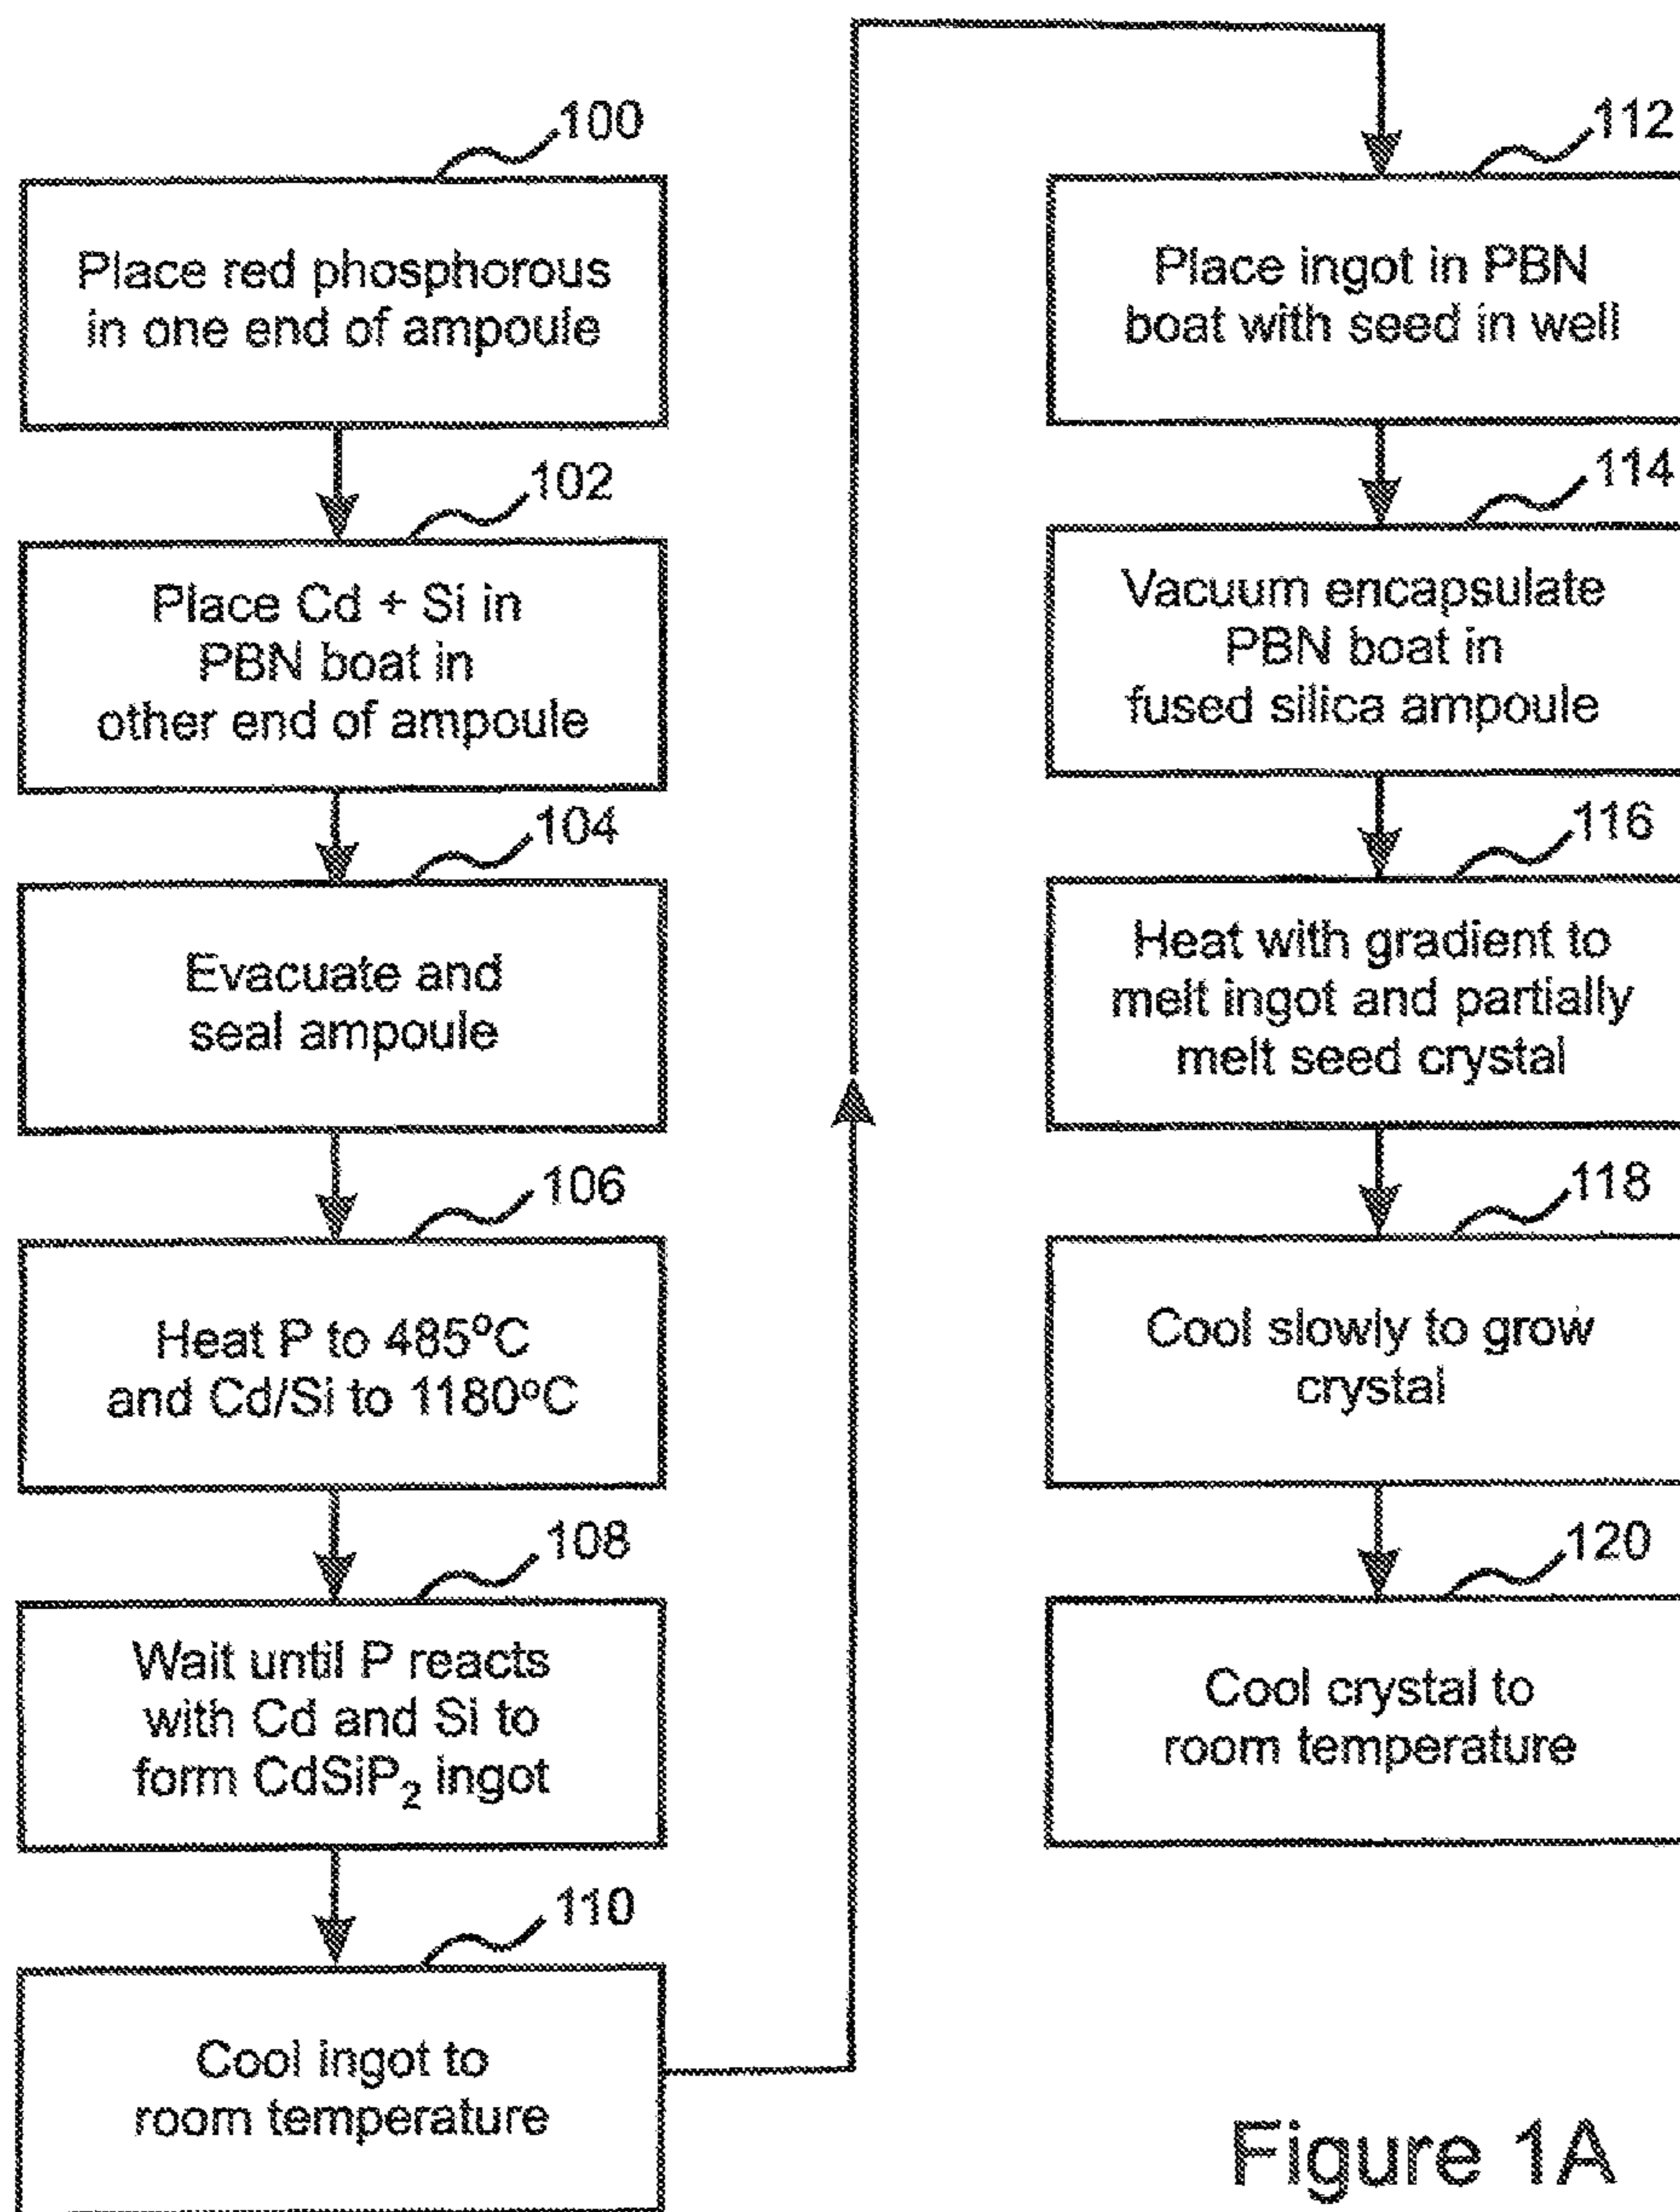 100
Place red phosphorous
in one end of ampoule
102
Place Cd + Si in
PBN boat in
other end of ampoule
104
Evacuate and
seal ampoule
106
Heat P to 485°C
and Cd/Si to 1180°C
108
Wait until P reacts
with Cd and Si to
form CdSiP₂ ingot
110
Cool ingot to
room temperature
112
Place ingot in PBN
boat with seed in well
114
Vacuum encapsulate
PBN boat in
fused silica ampoule
116
Heat with gradient to
melt ingot and partially
melt seed crystal
118
Cool slowly to grow
crystal
120
Cool crystal to
room temperature
Figure 1A